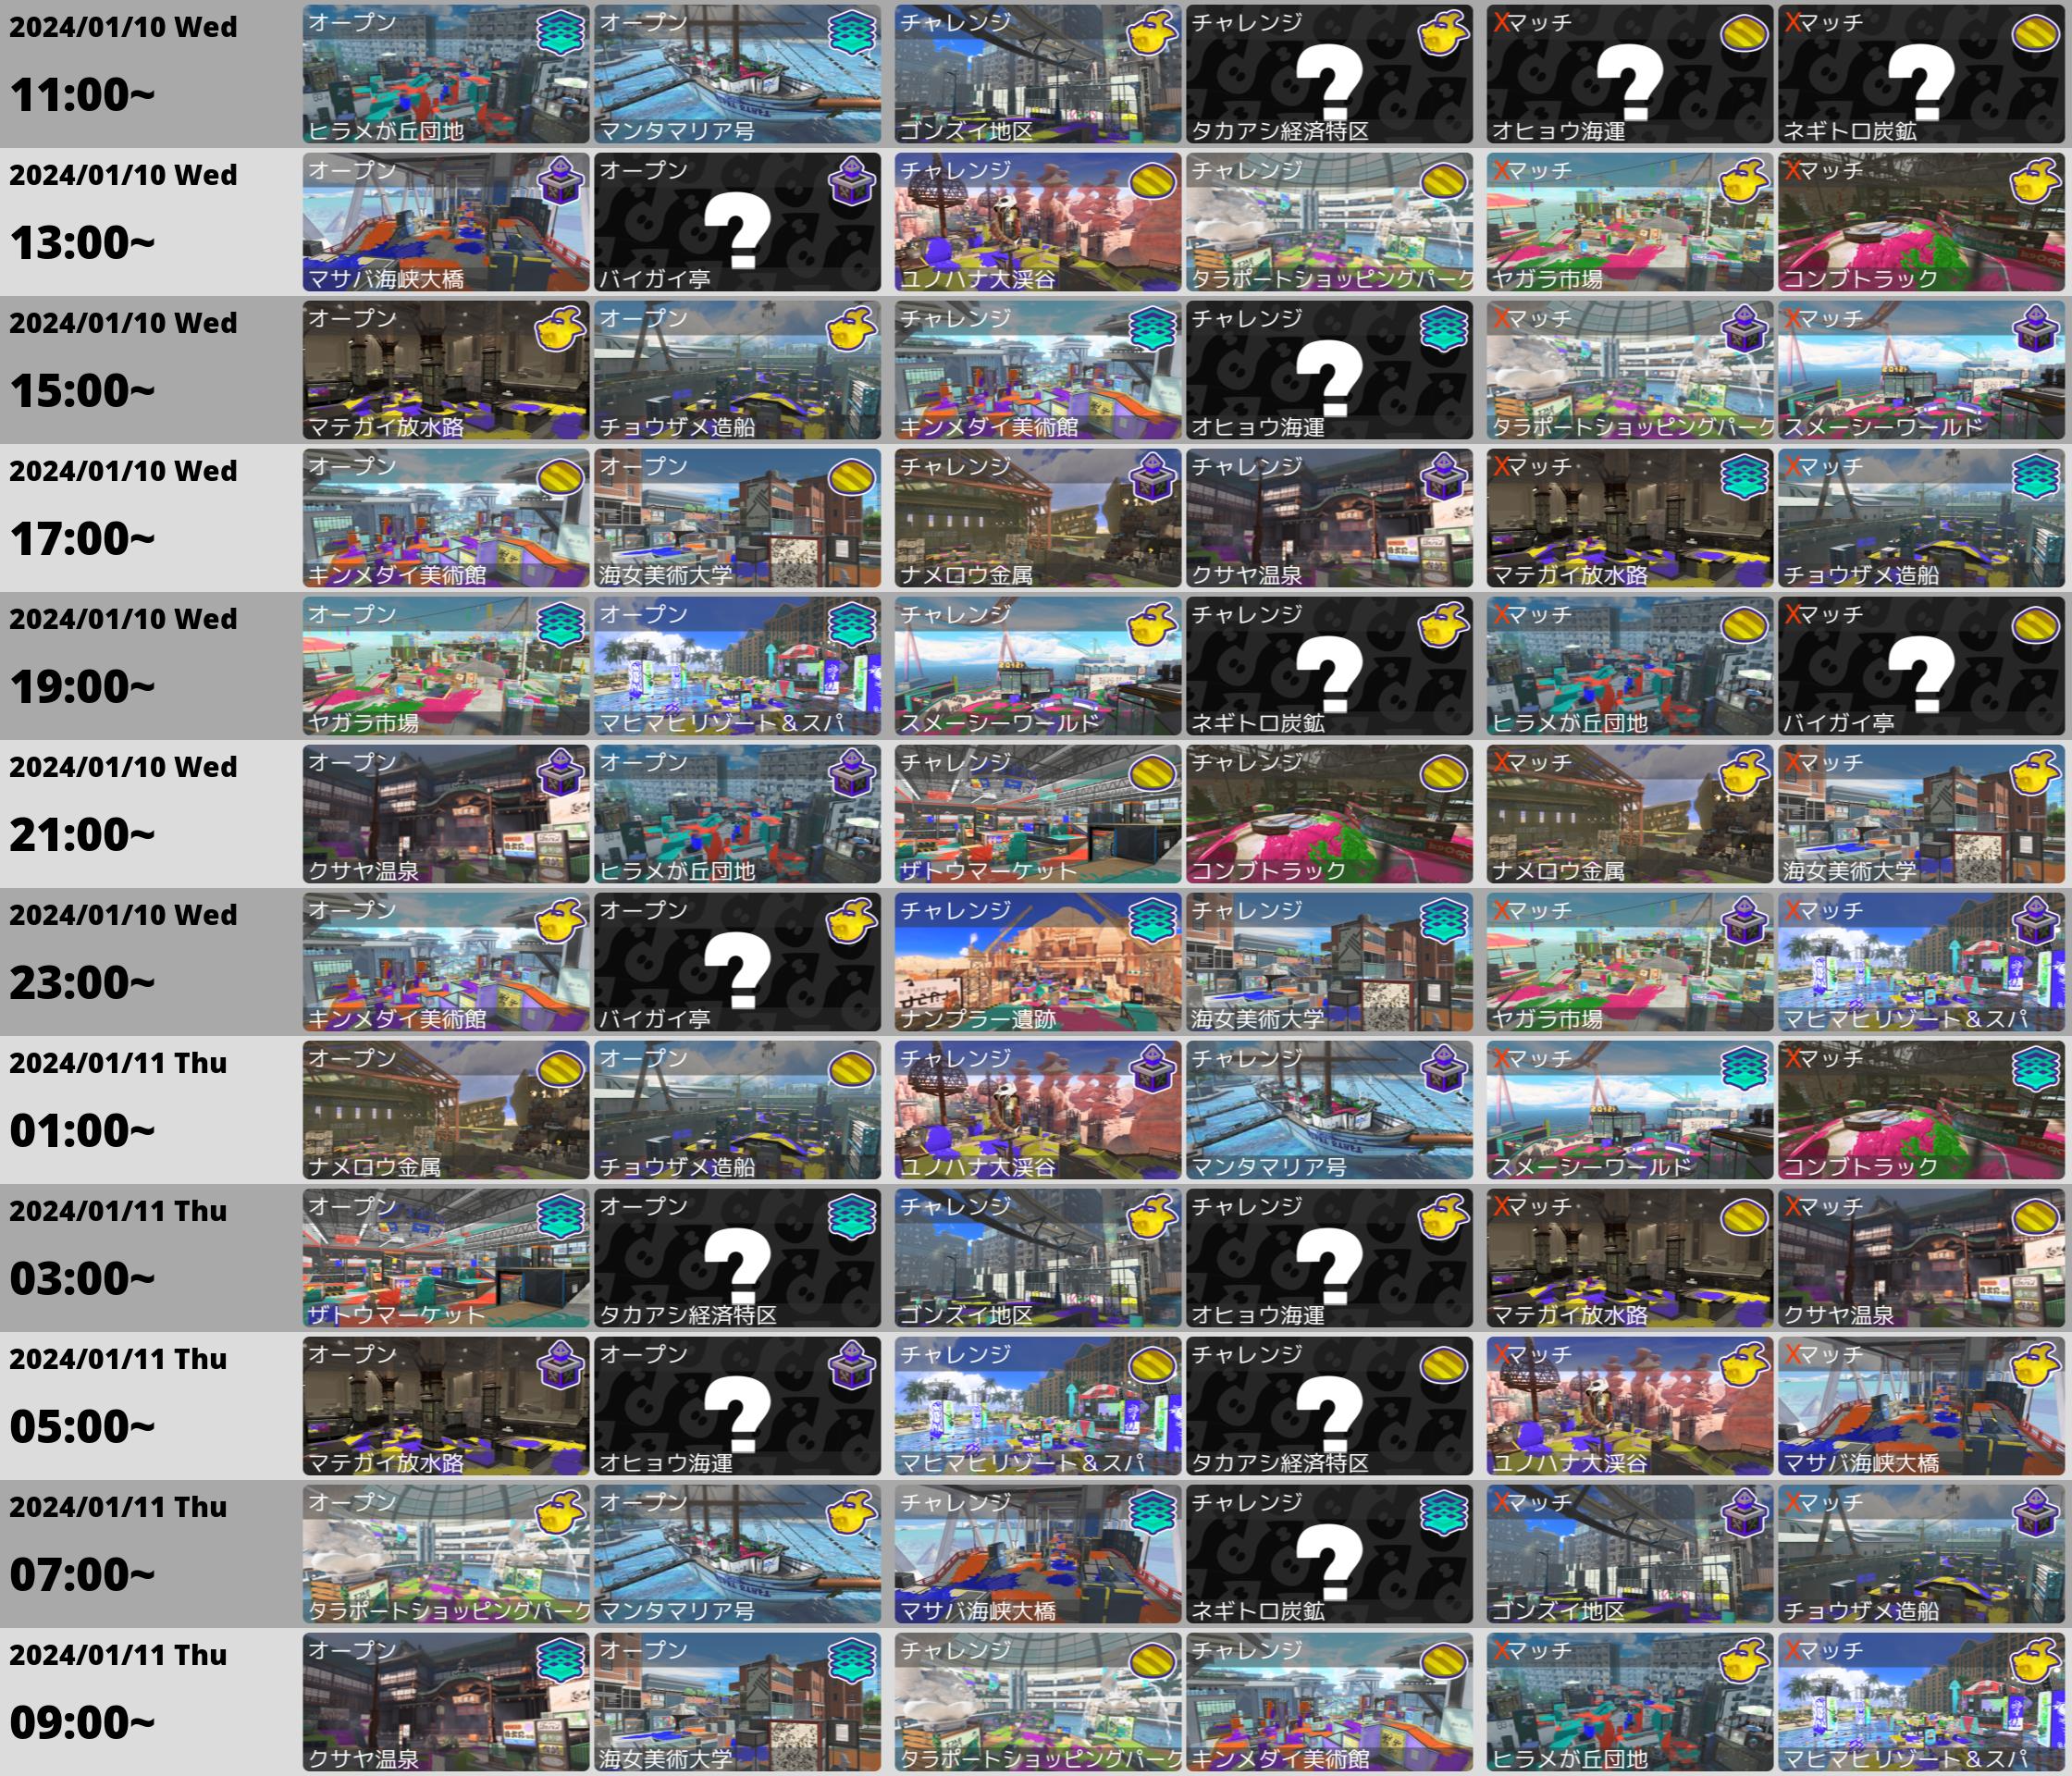 2024/01/10 Wed
11:00~
オープン
ヒラメが丘団地
オープン
マンタマリア号
チャレンジ
ゴンズイ地区
チャレンジ
タカアシ経済特区
Xマッチ
オヒョウ海運
Xマッチ
ネギトロ炭鉱
2024/01/10 Wed
13:00~
オープン
マサバ海峡大橋
オープン
バイガイ亭
チャレンジ
ユノハナ大渓谷
チャレンジ
タラポートショッピングパーク
Xマッチ
ヤガラ市場
Xマッチ
コンブトラック
2024/01/10 Wed
15:00~
オープン
マテガイ放水路
オープン
チョウザメ造船
チャレンジ
キンメダイ美術館
チャレンジ
オヒョウ海運
Xマッチ
タラポートショッピングパーク
Xマッチ
スメーシーワールド
2024/01/10 Wed
17:00~
オープン
キンメダイ美術館
オープン
海女美術大学
チャレンジ
ナメロウ金属
チャレンジ
クサヤ温泉
Xマッチ
マテガイ放水路
Xマッチ
チョウザメ造船
2024/01/10 Wed
19:00~
オープン
ヤガラ市場
オープン
マヒマヒリゾート＆スパ
チャレンジ
スメーシーワールド
チャレンジ
ネギトロ炭鉱
Xマッチ
ヒラメが丘団地
Xマッチ
バイガイ亭
2024/01/10 Wed
21:00~
オープン
クサヤ温泉
オープン
ヒラメが丘団地
チャレンジ
ザトウマーケット
チャレンジ
コンブトラック
Xマッチ
ナメロウ金属
Xマッチ
海女美術大学
2024/01/10 Wed
23:00~
オープン
キンメダイ美術館
オープン
バイガイ亭
チャレンジ
ナンプラー遺跡
チャレンジ
海女美術大学
Xマッチ
ヤガラ市場
Xマッチ
マヒマヒリゾート＆スパ
2024/01/11 Thu
01:00~
オープン
ナメロウ金属
オープン
チョウザメ造船
チャレンジ
ユノハナ大渓谷
チャレンジ
マンタマリア号
Xマッチ
スメーシーワールド
Xマッチ
コンブトラック
2024/01/11 Thu
03:00~
オープン
ザトウマーケット
オープン
タカアシ経済特区
チャレンジ
ゴンズイ地区
チャレンジ
オヒョウ海運
Xマッチ
マテガイ放水路
Xマッチ
クサヤ温泉
2024/01/11 Thu
05:00~
オープン
マテガイ放水路
オープン
オヒョウ海運
チャレンジ
マヒマヒリゾート＆スパ
チャレンジ
タカアシ経済特区
Xマッチ
ユノハナ大渓谷
Xマッチ
マサバ海峡大橋
2024/01/11 Thu
07:00~
オープン
タラポートショッピングパーク
オープン
マンタマリア号
チャレンジ
マサバ海峡大橋
チャレンジ
ネギトロ炭鉱
Xマッチ
ゴンズイ地区
Xマッチ
チョウザメ造船
2024/01/11 Thu
09:00~
オープン
クサヤ温泉
オープン
海女美術大学
チャレンジ
タラポートショッピングパーク
チャレンジ
キンメダイ美術館
Xマッチ
ヒラメが丘団地
Xマッチ
マヒマヒリゾート＆スパ